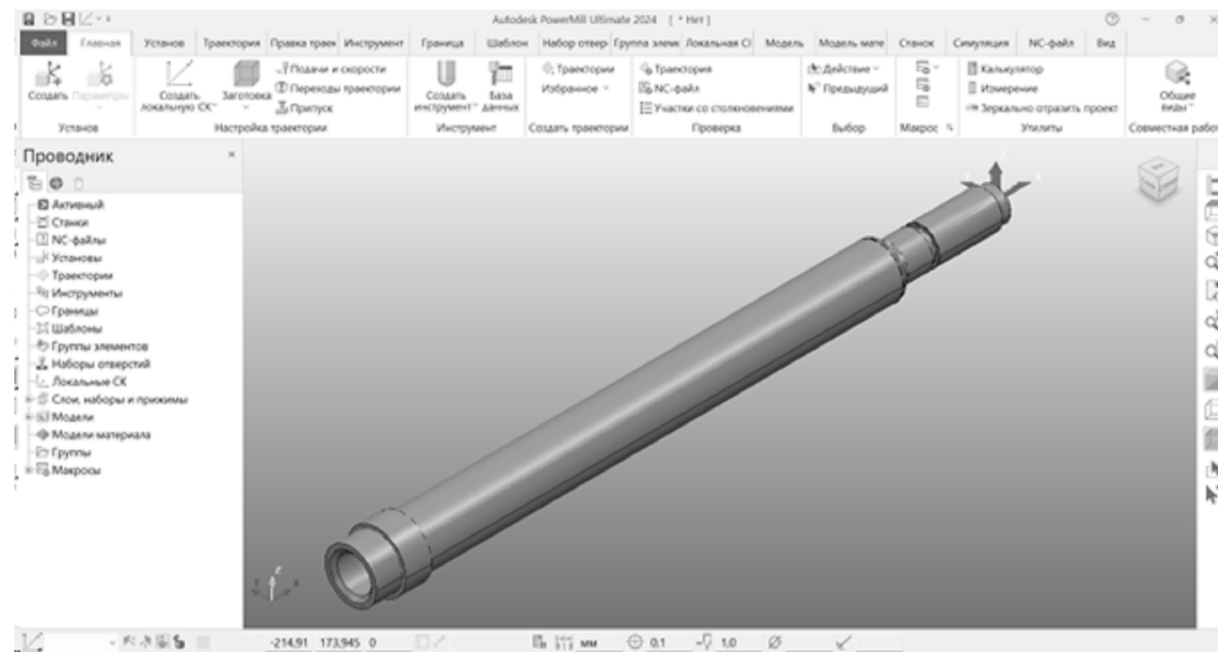 Autodesk PowerMill Ultimate 2024 [ * Нет ]
Файл Главная Установ Траектория Правка траек Инструмент Граница Шаблон Набор отвер Группа элеми Локальная СІ Модель Модель мате Станок Симуляция NC-файл Вид
Создать Параметры
Установ
Создать локальную СК
Заготовка
Подачи и скорости
Переходы траектории
Припуск
Настройка траектории
Создать инструмент
База данных
Инструмент
Траектории
Избранное
Создать траектории
Траектория
NC-файл
Участки со столкновениями
Проверка
Действие
Предыдущий
Выбор
Макрос
Калькулятор
Измерение
Зеркально отразить проект
Утилиты
Общие виды
Совместная работ
Проводник
Активный
Станки
NC-файлы
Установы
Траектории
Инструменты
Границы
Шаблоны
Группы элементов
Наборы отверстий
Локальные СК
Слои, наборы и прижимы
Модели
Модели материала
Группы
Макросы
Z
Y X
-214,91 173,945 0 мм 0,1 1,0